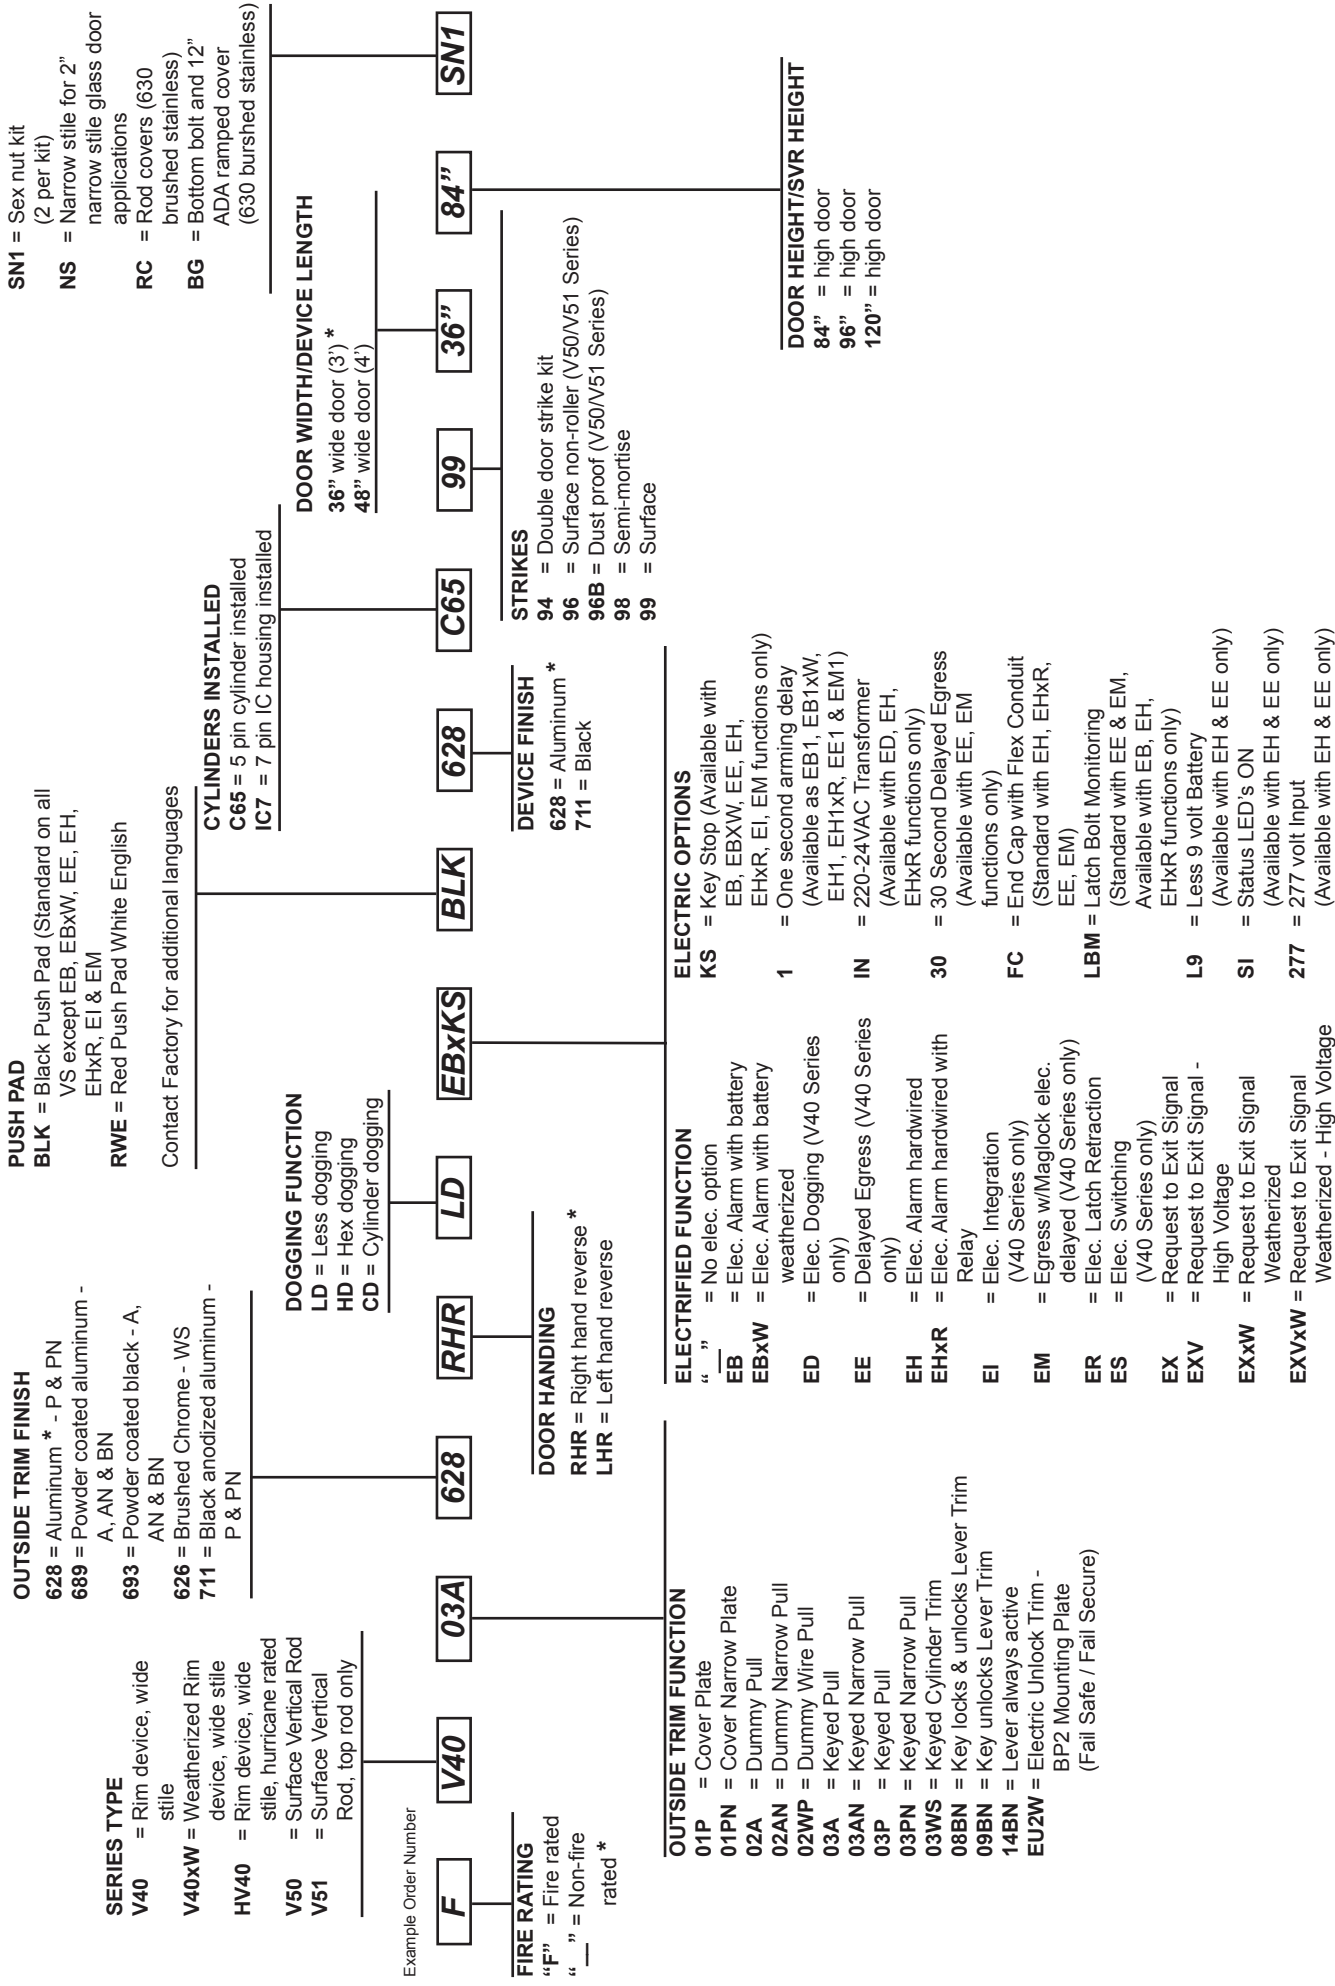 Example Order Number
F
V40
03A
628
RHR
LD
EBxKS
BLK
628
C65
99
36”
84”
SN1
FIRE RATING
“F” = Fire rated
“__” = Non-fire
rated *
SERIES TYPE
V40 = Rim device, wide
stile
V40xW = Weatherized Rim
device, wide stile
HV40 = Rim device, wide
stile, hurricane rated
V50 = Surface Vertical Rod
V51 = Surface Vertical
Rod, top rod only
OUTSIDE TRIM FUNCTION
01P = Cover Plate
01PN = Cover Narrow Plate
02A = Dummy Pull
02AN = Dummy Narrow Pull
02WP = Dummy Wire Pull
03A = Keyed Pull
03AN = Keyed Narrow Pull
03P = Keyed Pull
03PN = Keyed Narrow Pull
03WS = Keyed Cylinder Trim
08BN = Key locks & unlocks Lever Trim
09BN = Key unlocks Lever Trim
14BN = Lever always active
EU2W = Electric Unlock Trim -
BP2 Mounting Plate
(Fail Safe / Fail Secure)
OUTSIDE TRIM FINISH
628 = Aluminum * - P & PN
689 = Powder coated aluminum -
A, AN & BN
693 = Powder coated black - A,
AN & BN
626 = Brushed Chrome - WS
711 = Black anodized aluminum -
P & PN
DOOR HANDING
RHR = Right hand reverse *
LHR = Left hand reverse
DOGGING FUNCTION
LD = Less dogging
HD = Hex dogging
CD = Cylinder dogging
ELECTRIFIED FUNCTION
“__” = No elec. option
EB = Elec. Alarm with battery
EBxW = Elec. Alarm with battery
weatherized
ED = Elec. Dogging (V40 Series
only)
EE = Delayed Egress (V40 Series
only)
EH = Elec. Alarm hardwired
EHxR = Elec. Alarm hardwired with
Relay
EI = Elec. Integration
(V40 Series only)
EM = Egress w/Maglock elec.
delayed (V40 Series only)
ER = Elec. Latch Retraction
ES = Elec. Switching
(V40 Series only)
EX = Request to Exit Signal
EXV = Request to Exit Signal -
High Voltage
EXxW = Request to Exit Signal
Weatherized
EXVxW = Request to Exit Signal
Weatherized - High Voltage
ELECTRIC OPTIONS
KS = Key Stop (Available with
EB, EBXW, EE, EH,
EHxR, EI, EM functions only)
1 = One second arming delay
(Available as EB1, EB1xW,
EH1, EH1xR, EE1 & EM1)
IN = 220-24VAC Transformer
(Available with ED, EH,
EHxR functions only)
30 = 30 Second Delayed Egress
(Available with EE, EM
functions only)
FC = End Cap with Flex Conduit
(Standard with EH, EHxR,
EE, EM)
LBM = Latch Bolt Monitoring
(Standard with EE & EM,
Available with EB, EH,
EHxR functions only)
L9 = Less 9 volt Battery
(Available with EH & EE only)
SI = Status LED's ON
(Available with EH & EE only)
277 = 277 volt Input
(Available with EH & EE only)
PUSH PAD
BLK = Black Push Pad (Standard on all
VS except EB, EBxW, EE, EH,
EHxR, EI & EM
RWE = Red Push Pad White English
Contact Factory for additional languages
DEVICE FINISH
628 = Aluminum *
711 = Black
CYLINDERS INSTALLED
C65 = 5 pin cylinder installed
IC7 = 7 pin IC housing installed
STRIKES
94 = Double door strike kit
96 = Surface non-roller (V50/V51 Series)
96B = Dust proof (V50/V51 Series)
98 = Semi-mortise
99 = Surface
DOOR WIDTH/DEVICE LENGTH
36” wide door (3') *
48” wide door (4')
DOOR HEIGHT/SVR HEIGHT
84” = high door
96” = high door
120” = high door
SN1 = Sex nut kit
(2 per kit)
NS = Narrow stile for 2”
narrow stile glass door
applications
RC = Rod covers (630
brushed stainless)
BG = Bottom bolt and 12”
ADA ramped cover
(630 burshed stainless)